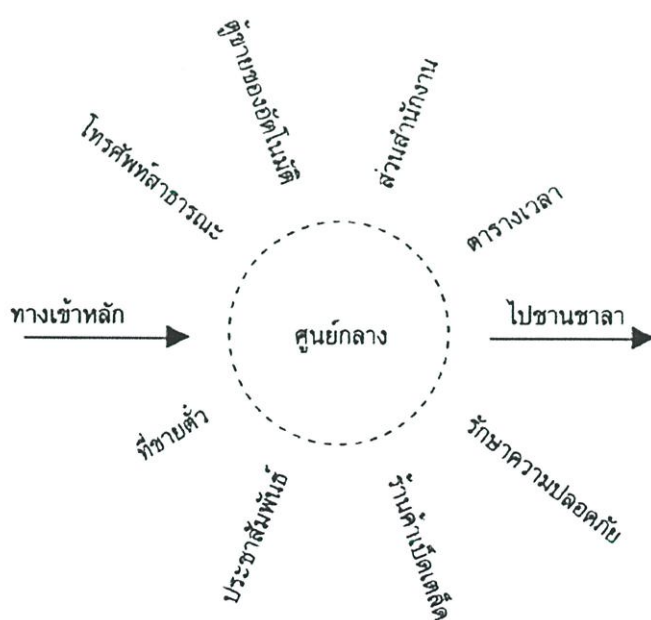 ตู้ขายของอัตโนมัติ
ส่วนสำนักงาน
โทรศัพท์สาธารณะ
ตารางเวลา
ทางเข้าหลัก
ศูนย์กลาง
ไปชานชาลา
ที่ขายตั๋ว
รักษาความปลอดภัย
ประชาสัมพันธ์
ร้านค้าเบ็ดเตล็ด